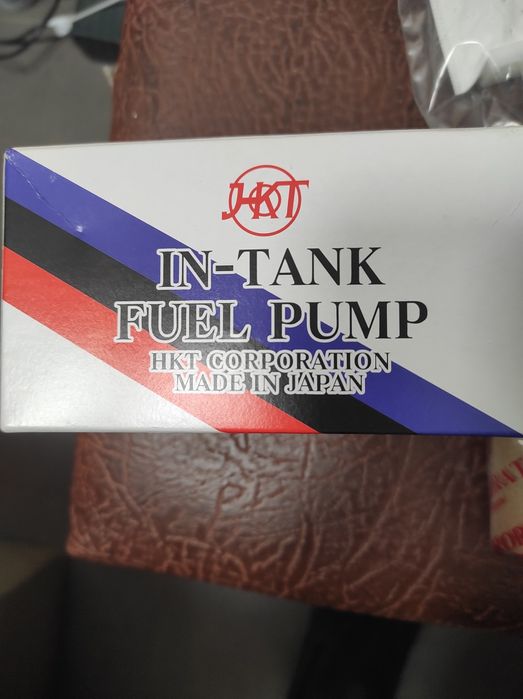 HKT
IN-TANK
FUEL PUMP
HKT CORPORATION
MADE IN JAPAN